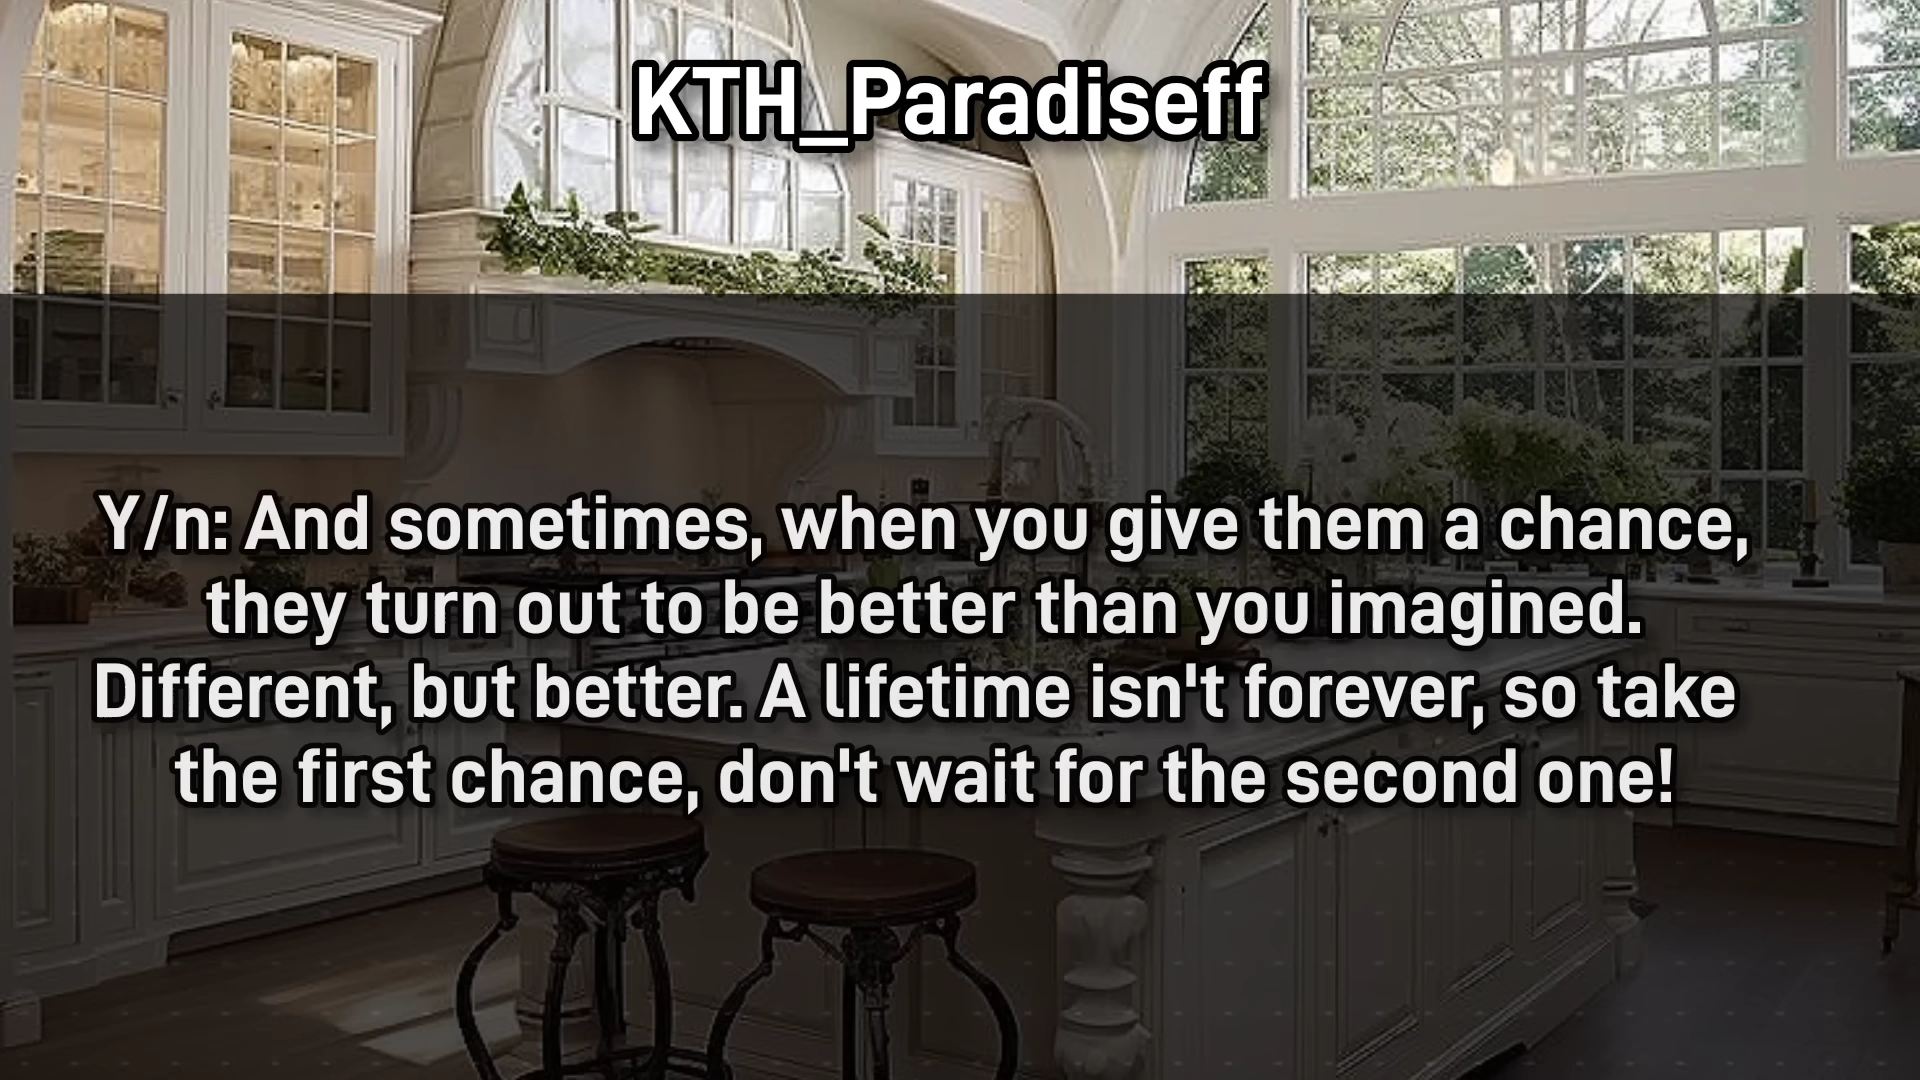 KTH_Paradiseff
Y/n: And sometimes, when you give them a chance,
they turn out to be better than you imagined.
Different, but better. A lifetime isn't forever, so take
the first chance, don't wait for the second one!